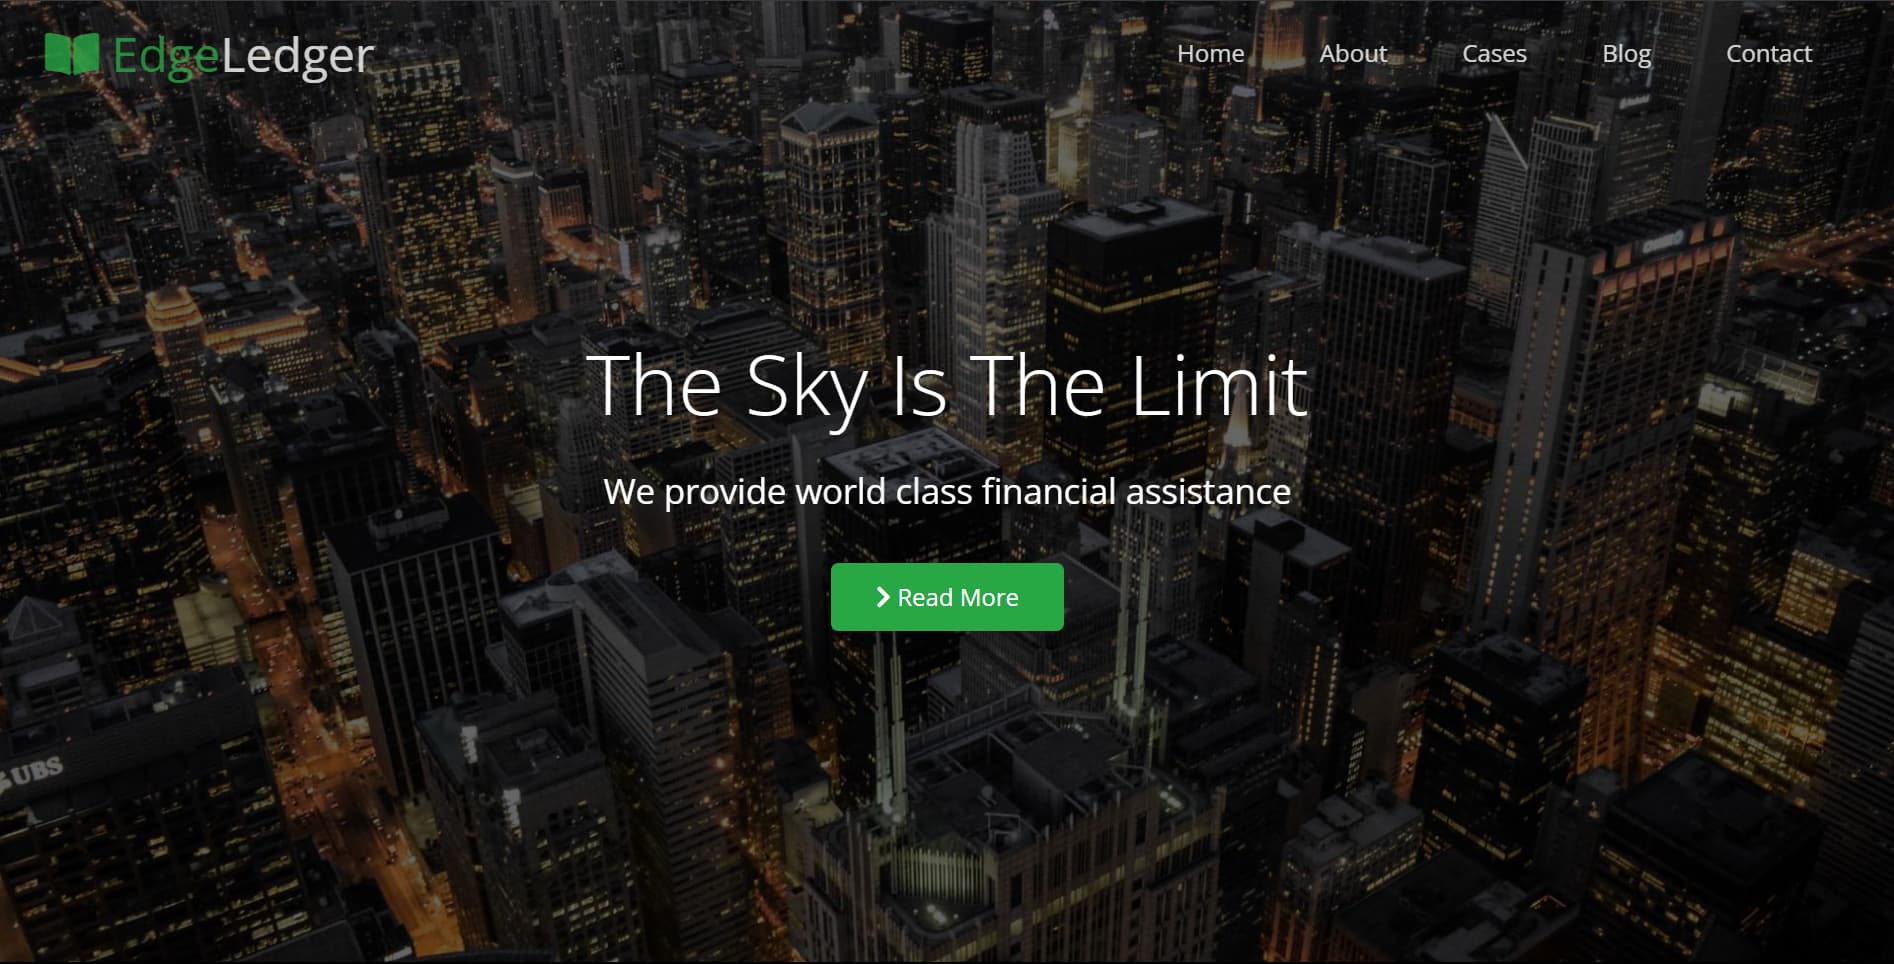 EdgeLedger
Home About Cases Blog Contact
The Sky Is The Limit
We provide world class financial assistance
Read More
UBS